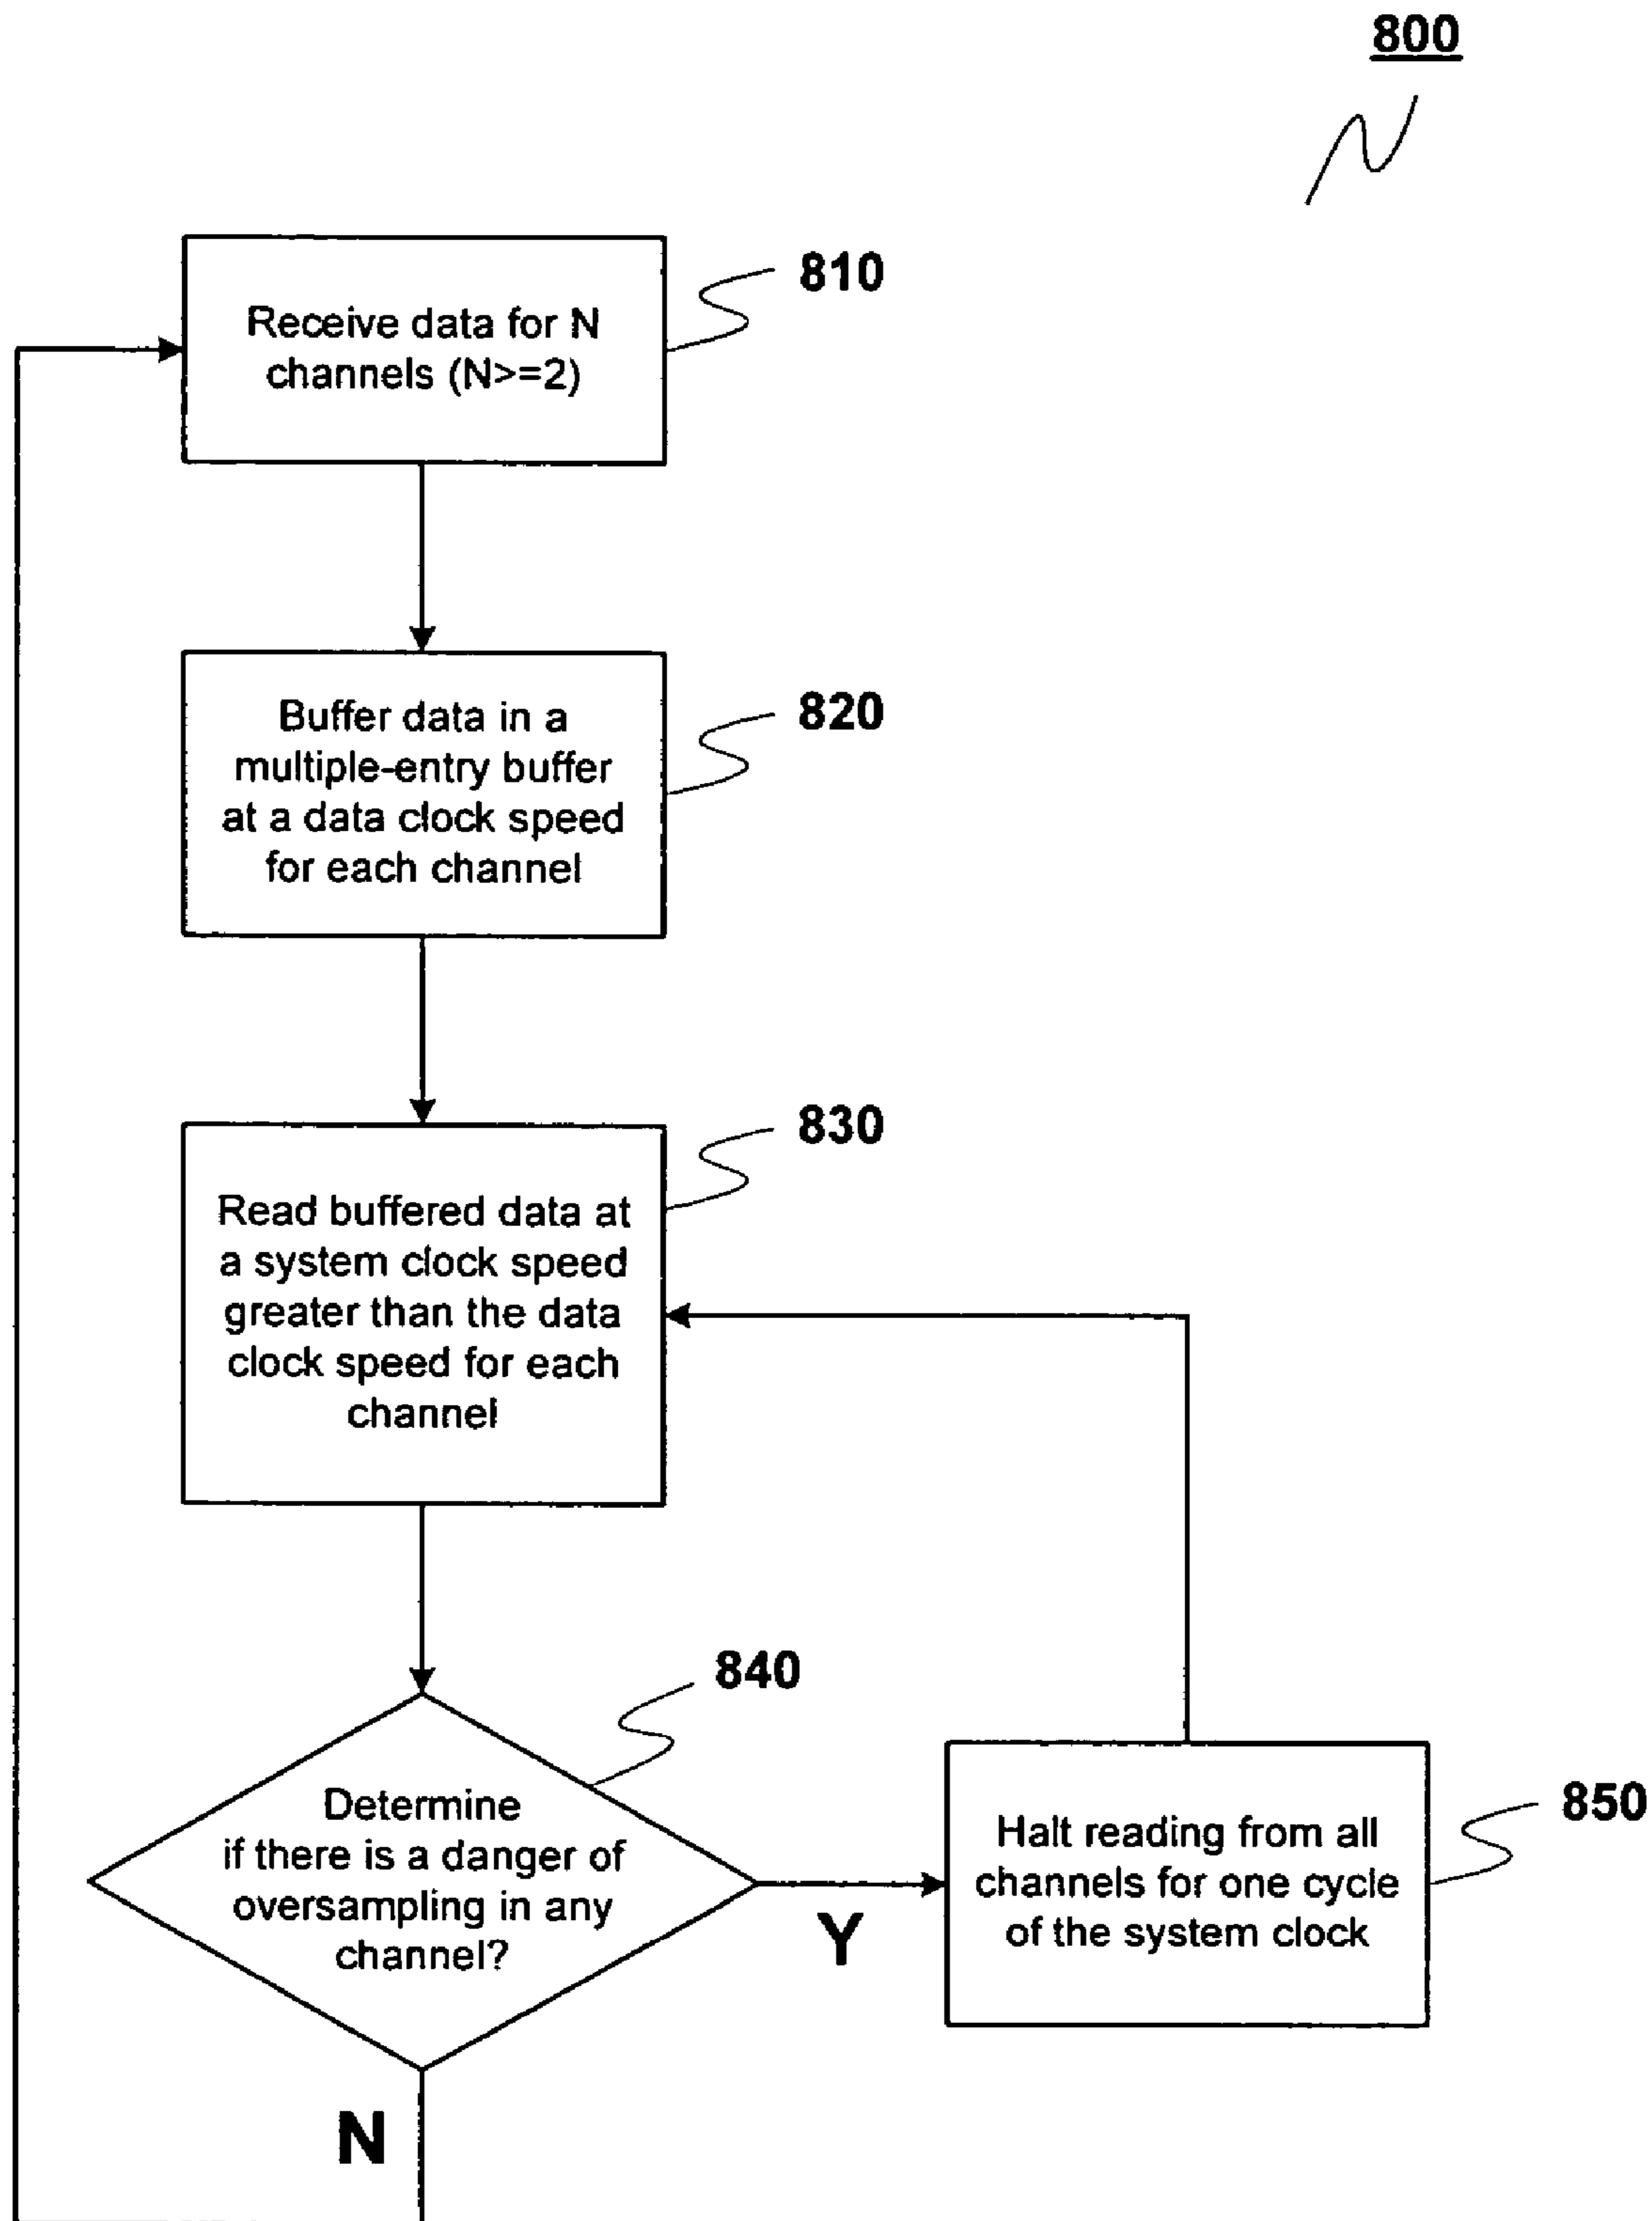 800
810
Receive data for N
channels (N>=2)
820
Buffer data in a
multiple-entry buffer
at a data clock speed
for each channel
830
Read buffered data at
a system clock speed
greater than the data
clock speed for each
channel
840
Determine
if there is a danger of
oversampling in any
channel?
850
Halt reading from all
channels for one cycle
of the system clock
Y
N